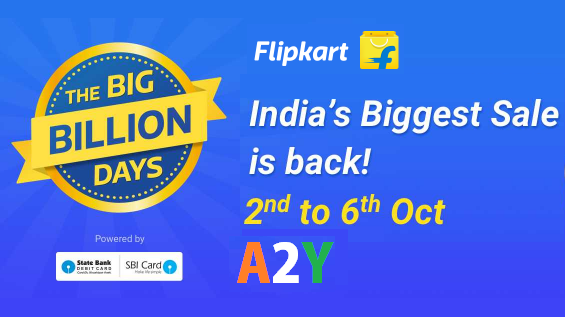 THE BIG
BILLION
DAYS
Powered by
State Bank
DEBIT CARD
SBI Card
Flipkart
India's Biggest Sale
is back!
2nd to 6th Oct
A2Y